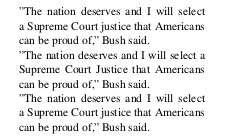 "The nation deserves and I will select
a Supreme Court justice that Americans
can be proud of," Bush said.
"The nation deserves and I will select a
Supreme Court Justice that Americans
can be proud of," Bush said.
"The nation deserves and I will select
a Supreme Court justice that Americans
can be proud of," Bush said.